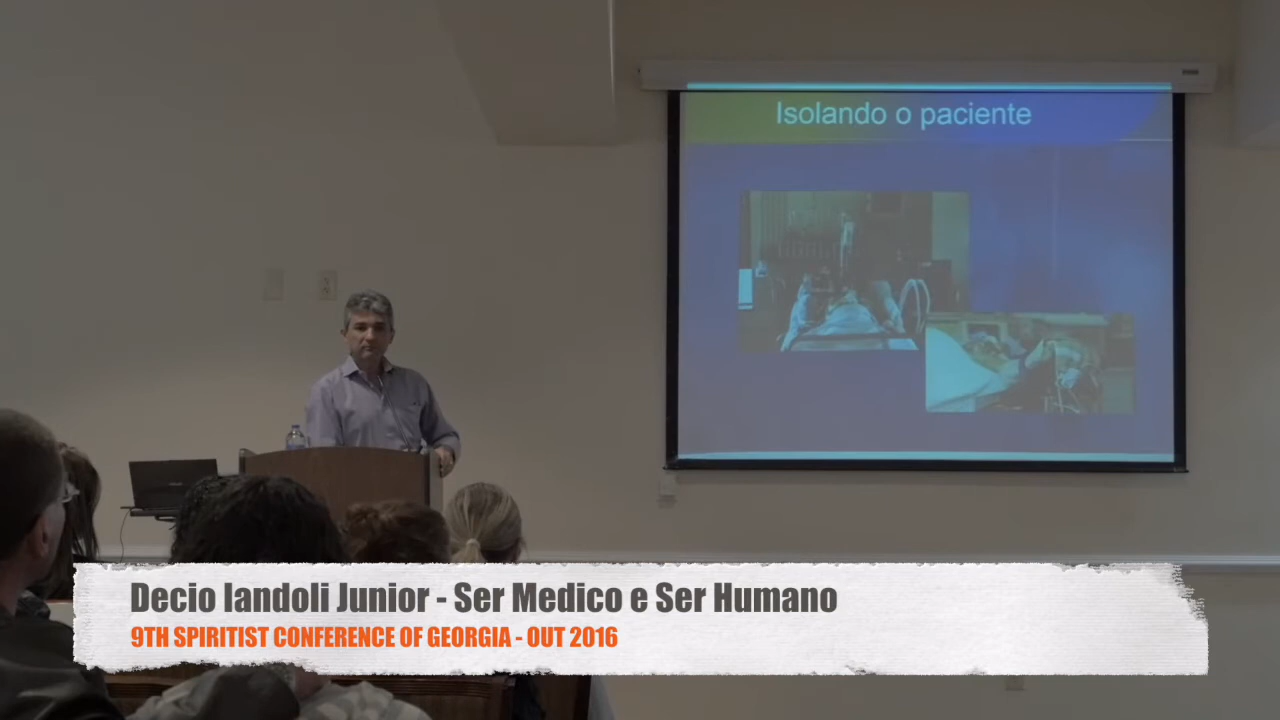 Isolando o paciente
Decio Iandoli Junior - Ser Medico e Ser Humano
9TH SPIRITIST CONFERENCE OF GEORGIA - OUT 2016